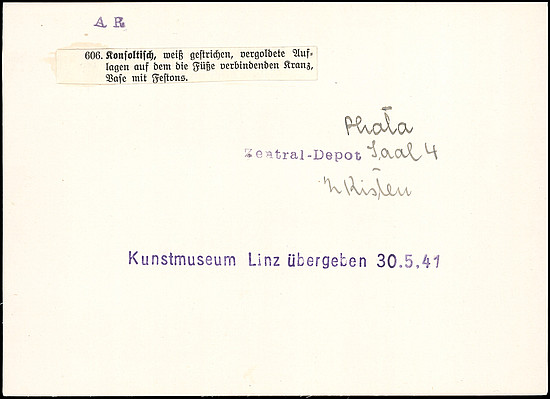 A R
606. Konsoltisch, weiß gestrichen, vergoldete Auf-
lagen auf dem die Füße verbindenden Kranz,
Vase mit Festons.
Zentral-Depot Saal 4
Kisten
Kunstmuseum Linz übergeben 30.5.41